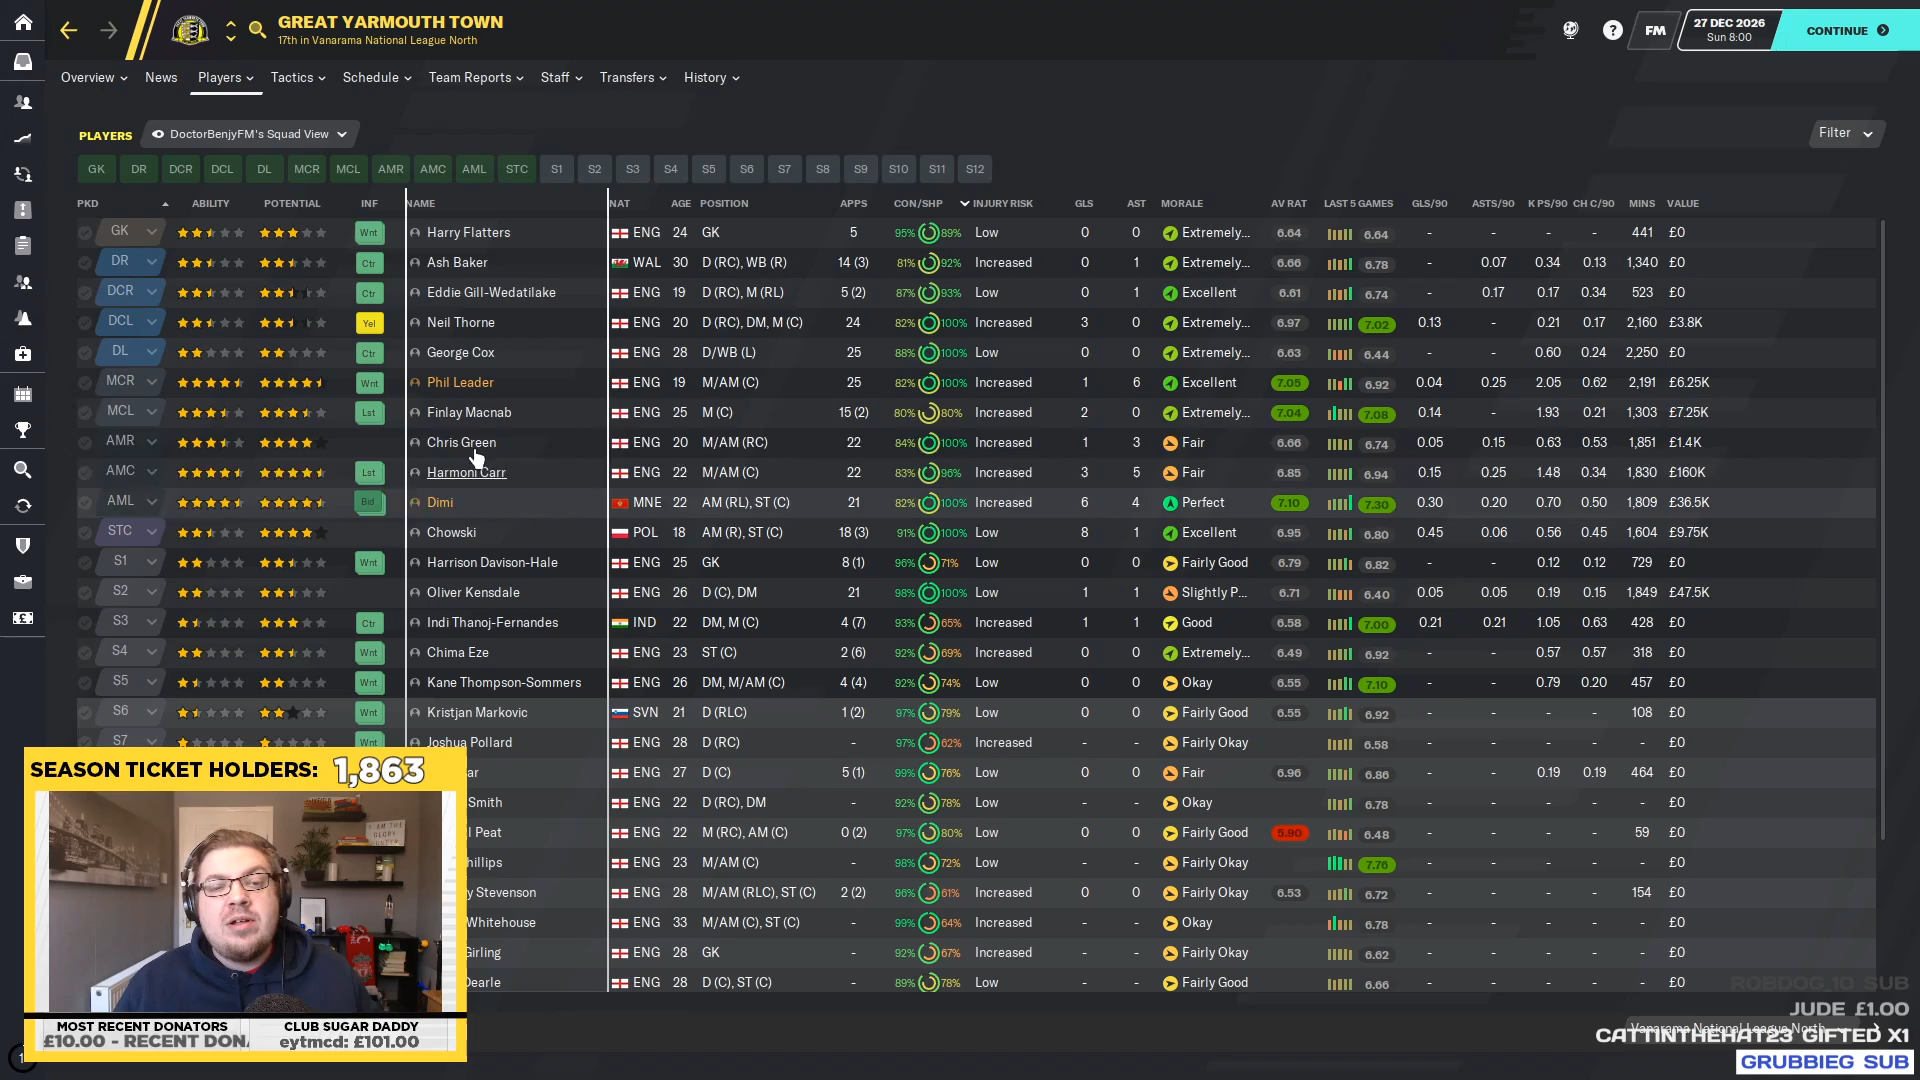 GREAT YARMOUTH TOWN
17th in Vanarama National League North
FM
27 DEC 2026
Sun 8:00
CONTINUE
Overview News Players Tactics Schedule Team Reports Staff Transfers History
PLAYERS DoctorBenjyFM's Squad View Filter
GK DR DCR DCL DL MCR MCL AMR AMC AML STC S1 S2 S3 S4 S5 S6 S7 S8 S9 S10 S11 S12
PKD ABILITY POTENTIAL INF NAME NAT AGE POSITION APPS CON/SHP INJURY RISK GLS AST MORALE AV RAT LAST 5 GAMES GLS/90 ASTS/90 K PS/90 CH C/90 MINS VALUE
GK Wnt Harry Flatters ENG 24 GK 5 95% 89% Low 0 0 Extremely... 6.64 6.64 - - - - 441 £0
DR Ctr Ash Baker WAL 30 D (RC), WB (R) 14 (3) 81% 92% Increased 0 1 Extremely... 6.66 6.78 - 0.07 0.34 0.13 1,340 £0
DCR Ctr Eddie Gill-Wedatilake ENG 19 D (RC), M (RL) 5 (2) 87% 93% Low 0 1 Excellent 6.61 6.74 - 0.17 0.17 0.34 523 £0
DCL Yel Neil Thorne ENG 20 D (RC), DM, M (C) 24 82% 100% Increased 3 0 Extremely... 6.97 7.02 0.13 - 0.21 0.17 2,160 £3.8K
DL Ctr George Cox ENG 28 D/WB (L) 25 88% 100% Low 0 0 Extremely... 6.63 6.44 - - 0.60 0.24 2,250 £0
MCR Wnt Phil Leader ENG 19 M/AM (C) 25 82% 100% Increased 1 6 Excellent 7.05 6.92 0.04 0.25 2.05 0.62 2,191 £6.25K
MCL Lst Finlay Macnab ENG 25 M (C) 15 (2) 80% 80% Increased 2 0 Extremely... 7.04 7.08 0.14 - 1.93 0.21 1,303 £7.25K
AMR Chris Green ENG 20 M/AM (RC) 22 84% 100% Increased 1 3 Fair 6.66 6.74 0.05 0.15 0.63 0.53 1,851 £1.4K
AMC Lst Harmoni Carr ENG 22 M/AM (C) 22 83% 96% Increased 3 5 Fair 6.85 6.94 0.15 0.25 1.48 0.34 1,830 £160K
AML Bid Dimi MNE 22 AM (RL), ST (C) 21 82% 100% Increased 6 4 Perfect 7.10 7.30 0.30 0.20 0.70 0.50 1,809 £36.5K
STC Chowski POL 18 AM (R), ST (C) 18 (3) 91% 100% Low 8 1 Excellent 6.95 6.80 0.45 0.06 0.56 0.45 1,604 £9.75K
S1 Wnt Harrison Davison-Hale ENG 25 GK 8 (1) 96% 71% Low 0 0 Fairly Good 6.79 6.82 - - 0.12 0.12 729 £0
S2 Oliver Kensdale ENG 26 D (C), DM 21 98% 100% Low 1 1 Slightly P... 6.71 6.40 0.05 0.05 0.19 0.15 1,849 £47.5K
S3 Ctr Indi Thanoj-Fernandes IND 22 DM, M (C) 4 (7) 93% 65% Increased 1 1 Good 6.58 7.00 0.21 0.21 1.05 0.63 428 £0
S4 Wnt Chima Eze ENG 23 ST (C) 2 (6) 92% 69% Increased 0 0 Extremely... 6.49 6.92 - - 0.57 0.57 318 £0
S5 Wnt Kane Thompson-Sommers ENG 26 DM, M/AM (C) 4 (4) 92% 74% Low 0 0 Okay 6.55 7.10 - - 0.79 0.20 457 £0
S6 Wnt Kristjan Markovic SVN 21 D (RLC) 1 (2) 97% 79% Low 0 0 Fairly Good 6.55 6.92 - - - - 108 £0
S7 Wnt Joshua Pollard ENG 28 D (RC) - 97% 62% Increased - - Fairly Okay 6.58 - - - - - £0
ar ENG 27 D (C) 5 (1) 99% 76% Low 0 0 Fair 6.96 6.86 - - 0.19 0.19 464 £0
Smith ENG 22 D (RC), DM - 92% 78% Low - - Okay 6.78 - - - - - £0
l Peat ENG 22 M (RC), AM (C) 0 (2) 97% 80% Low 0 0 Fairly Good 5.90 6.48 - - - - 59 £0
hillips ENG 23 M/AM (C) - 98% 72% Low - - Fairly Okay 7.76 - - - - - £0
y Stevenson ENG 28 M/AM (RLC), ST (C) 2 (2) 96% 61% Increased 0 0 Fairly Okay 6.53 6.72 - - - - 154 £0
Whitehouse ENG 33 M/AM (C), ST (C) - 99% 64% Increased - - Okay 6.78 - - - - - £0
Girling ENG 28 GK - 92% 67% Increased - - Fairly Okay 6.62 - - - - - £0
Dearle ENG 28 D (C), ST (C) - 89% 78% Low - - Fairly Good 6.66 - - - - - £0
SEASON TICKET HOLDERS: 1,863
I AM THE
GLORY
MOST RECENT DONATORS
£10.00 - RECENT DONA
CLUB SUGAR DADDY
eytmcd: £101.00
ROBDOG_10 SUB
JUDE £1.00
Vanarama National League North
CATTINTHEHAT23 GIFTED X1
GRUBBIEG SUB